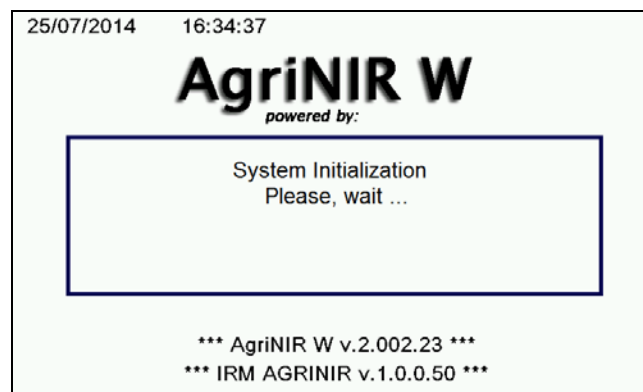 25/07/2014 16:34:37
AgriNIR W
powered by:
System Initialization
Please, wait ...
*** AgriNIR W v.2.002.23 ***
*** IRM AGRINIR v.1.0.0.50 ***